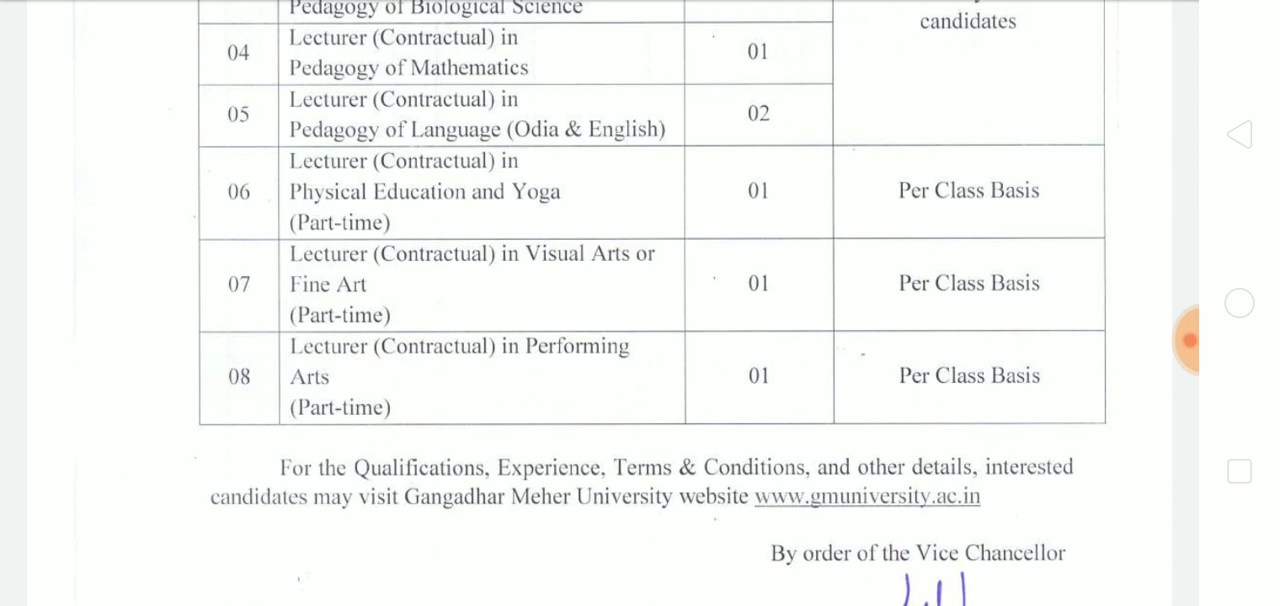 Pedagogy of Biological Science
candidates
04
Lecturer (Contractual) in
Pedagogy of Mathematics
01
05
Lecturer (Contractual) in
Pedagogy of Language (Odia & English)
02
06
Lecturer (Contractual) in
Physical Education and Yoga
(Part-time)
01
Per Class Basis
07
Lecturer (Contractual) in Visual Arts or
Fine Art
(Part-time)
01
Per Class Basis
08
Lecturer (Contractual) in Performing
Arts
(Part-time)
01
Per Class Basis
For the Qualifications, Experience, Terms & Conditions, and other details, interested
candidates may visit Gangadhar Meher University website www.gmuniversity.ac.in
By order of the Vice Chancellor